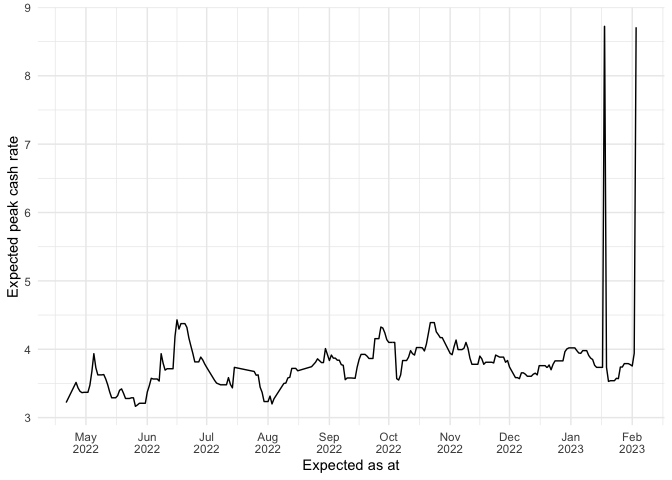 9
8
7
6
5
4
3
Expected peak cash rate
May Jun Jul Aug Sep Oct Nov Dec Jan Feb
2022 2022 2022 2022 2022 2022 2022 2022 2023 2023
Expected as at